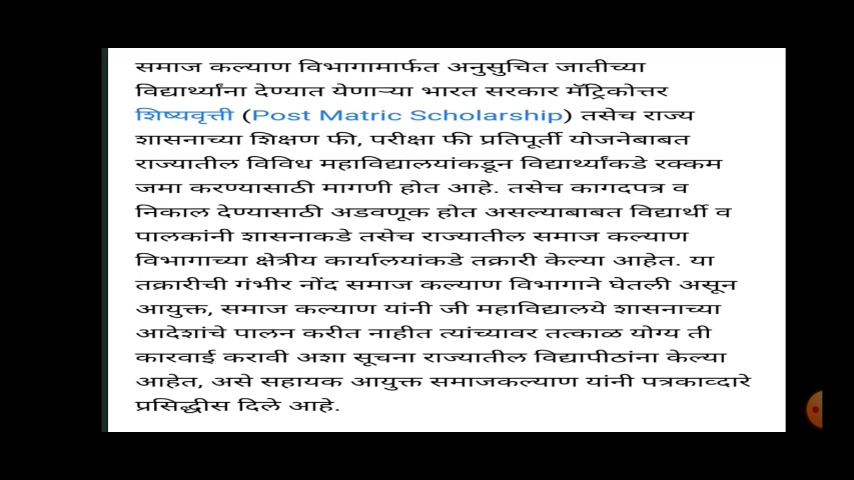 समाज कल्याण विभागामार्फत अनुसुचित जातीच्या
विद्यार्थ्यांना देण्यात येणाऱ्या भारत सरकार मॅट्रिकोत्तर
शिष्यवृत्ती (Post Matric Scholarship) तसेच राज्य
शासनाच्या शिक्षण फी, परीक्षा फी प्रतिपूर्ती योजनेबाबत
राज्यातील विविध महाविद्यालयांकडून विद्यार्थ्यांकडे रक्कम
जमा करण्यासाठी मागणी होत आहे. तसेच कागदपत्र व
निकाल देण्यासाठी अडवणूक होत असल्याबाबत विद्यार्थी व
पालकांनी शासनाकडे तसेच राज्यातील समाज कल्याण
विभागाच्या क्षेत्रीय कार्यालयांकडे तक्रारी केल्या आहेत. या
तक्रारीची गंभीर नोंद समाज कल्याण विभागाने घेतली असून
आयुक्त, समाज कल्याण यांनी जी महाविद्यालये शासनाच्या
आदेशांचे पालन करीत नाहीत त्यांच्यावर तत्काळ योग्य ती
कारवाई करावी अशा सूचना राज्यातील विद्यापीठांना केल्या
आहेत, असे सहायक आयुक्त समाजकल्याण यांनी पत्रकाव्दारे
प्रसिद्धीस दिले आहे.